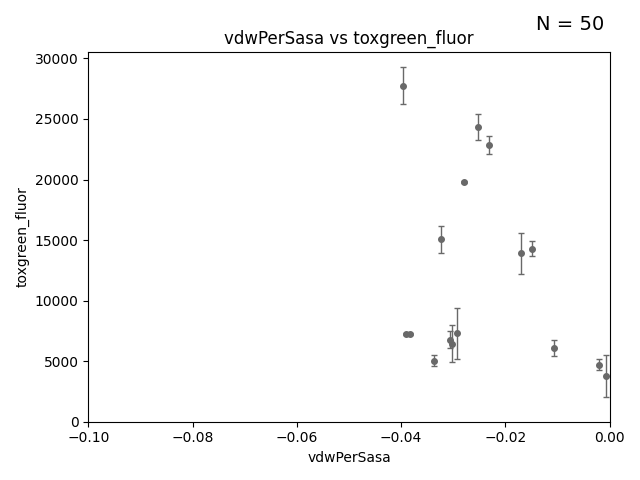 N = 50
vdwPerSasa vs toxgreen_fluor
30000
25000
20000
15000
10000
5000
0
toxgreen_fluor
−0.10 −0.08 −0.06 −0.04 −0.02 0.00
vdwPerSasa